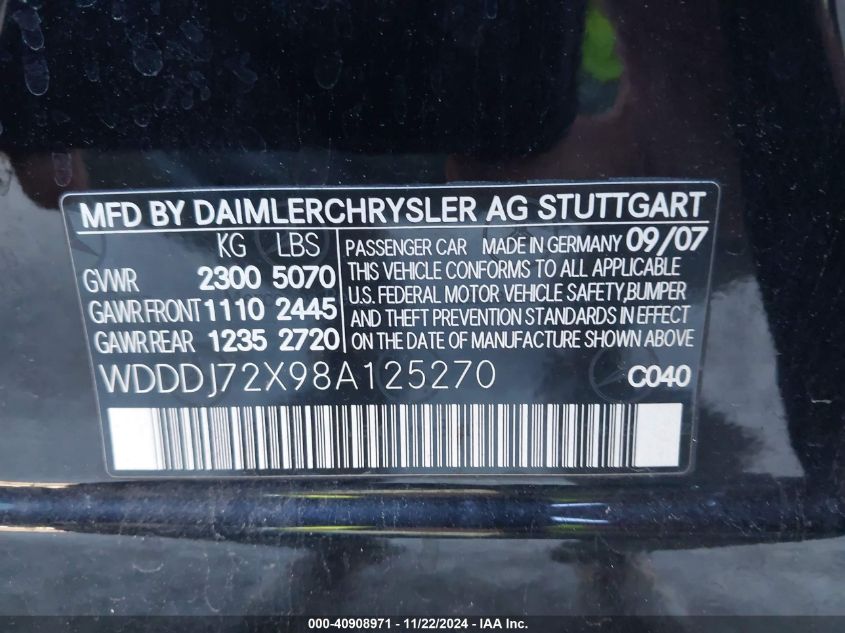 MFD BY DAIMLERCHRYSLER AG STUTTGART
KG LBS
GVWR 2300 5070
GAWR FRONT 1110 2445
GAWR REAR 1235 2720
PASSENGER CAR MADE IN GERMANY 09/07
THIS VEHICLE CONFORMS TO ALL APPLICABLE
U.S. FEDERAL MOTOR VEHICLE SAFETY,BUMPER
AND THEFT PREVENTION STANDARDS IN EFFECT
ON THE DATE OF MANUFACTURE SHOWN ABOVE
WDDDJ72X98A125270 C040
000-40908971 - 11/22/2024 - IAAI Inc.